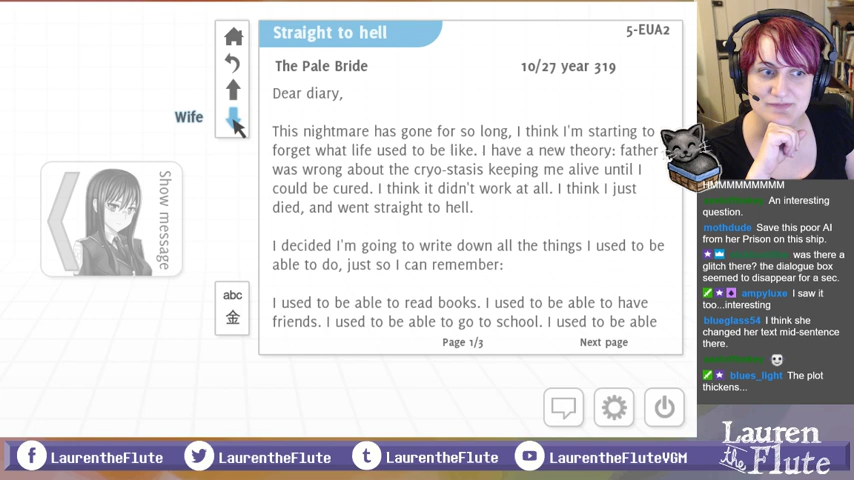 Straight to hell
5-EUA2
The Pale Bride
10/27 year 319
Dear diary,
This nightmare has gone for so long, I think I'm starting to
forget what life used to be like. I have a new theory: father
was wrong about the cryo-stasis keeping me alive until I
could be cured. I think it didn't work at all. I think I just
died, and went straight to hell.
I decided I'm going to write down all the things I used to be
able to do, just so I can remember:
I used to be able to read books. I used to be able to have
friends. I used to be able to go to school. I used to be able
Page 1/3
Next page
Wife
Show message
abc
金
HMMMMMMMMM
An interesting
question.
mothdude Save this poor AI
from her Prison on this ship.
was there a
glitch there? the dialogue box
seemed to disappear for a sec.
ampyluxe I saw it
too...interesting
blueglass54 I think she
changed her text mid-sentence
there.
blues_light The plot
thickens...
LaurentheFlute
LaurentheFlute
LaurentheFlute
LaurentheFluteVGM
Lauren
the Flute